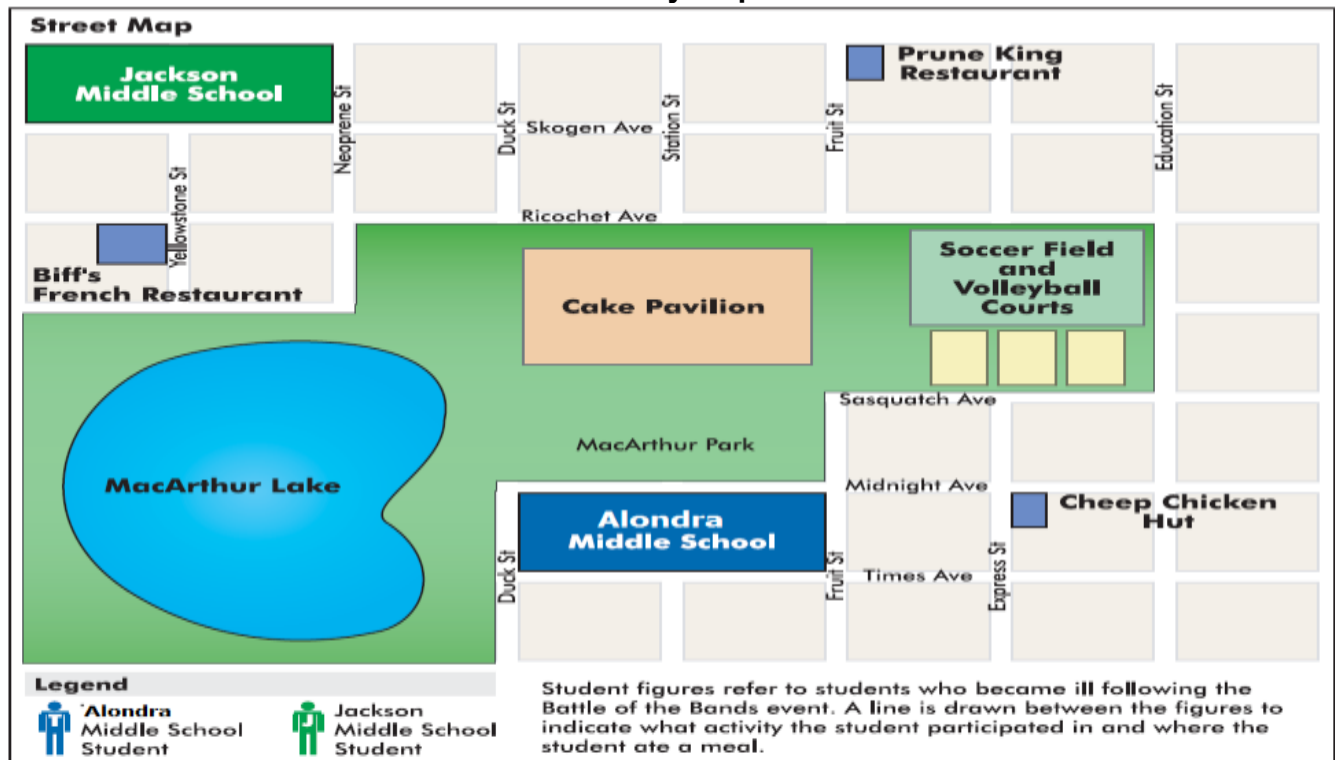 Street Map
Jackson
Middle School
Prune King
Restaurant
Neoprene St
Duck St
Skogen Ave
Station St
Fruit St
Education St
Yellowstone St
Ricochet Ave
Biff's
French Restaurant
Cake Pavilion
Soccer Field
and
Volleyball
Courts
Sasquatch Ave
MacArthur Park
MacArthur Lake
Midnight Ave
Cheep Chicken
Hut
Alondra
Middle School
Duck St
Fruit St
Times Ave
Express St
Legend
Alondra
Middle School
Student
Jackson
Middle School
Student
Student figures refer to students who became ill following the
Battle of the Bands event. A line is drawn between the figures to
indicate what activity the student participated in and where the
student ate a meal.